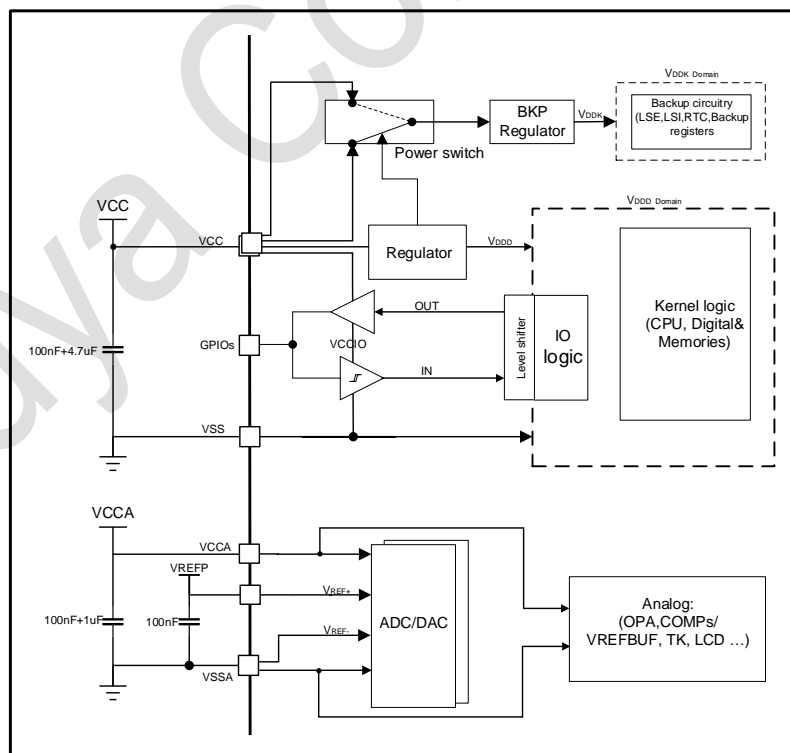 VDDK Domain
Backup circuitry
(LSE,LSI,RTC,Backup
registers
BKP
Regulator
VDDK
Power switch
VDDD Domain
VCC
VCC
Regulator
VDDD
Kernel logic
(CPU, Digital&
Memories)
OUT
Level shifter
IO
logic
GPIOs
VCCIO
100nF+4.7uF
IN
VSS
VCCA
VCCA
VREFP
VREF+
ADC/DAC
Analog:
(OPA,COMPs/
VREFBUF, TK, LCD …)
100nF+1uF
100nF
VREF-
VSSA